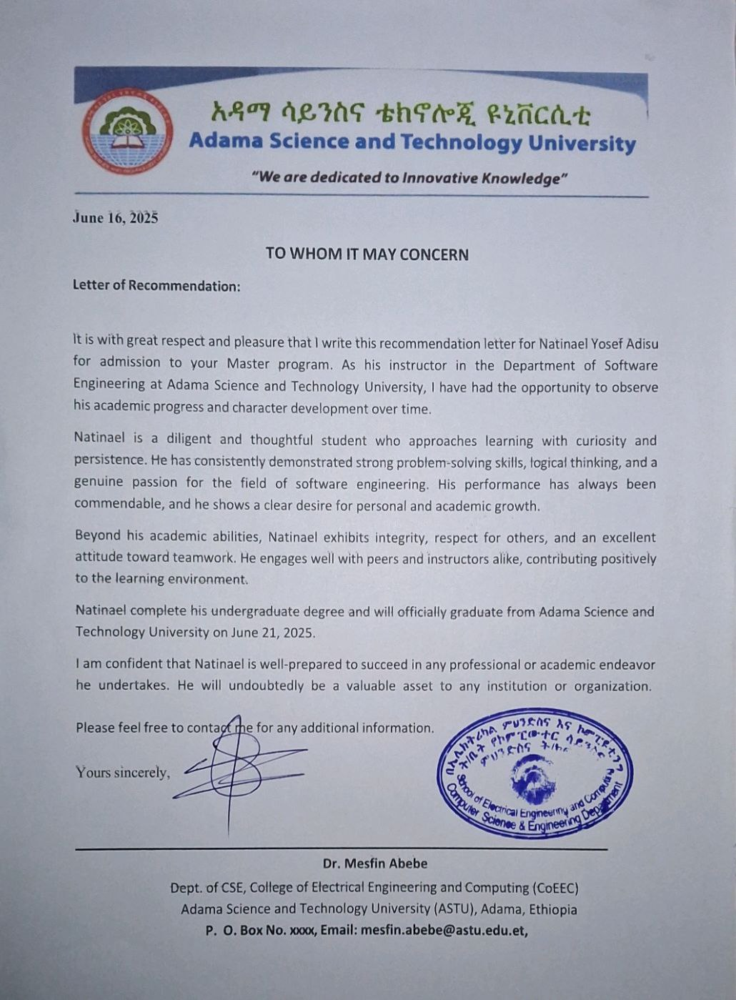 አዳማ ሳይንስና ቴክኖሎጂ ዩኒቨርሲቲ
Adama Science and Technology University
“We are dedicated to Innovative Knowledge”
June 16, 2025
TO WHOM IT MAY CONCERN
Letter of Recommendation:
It is with great respect and pleasure that I write this recommendation letter for Natinael Yosef Adisu
for admission to your Master program. As his instructor in the Department of Software
Engineering at Adama Science and Technology University, I have had the opportunity to observe
his academic progress and character development over time.
Natinael is a diligent and thoughtful student who approaches learning with curiosity and
persistence. He has consistently demonstrated strong problem-solving skills, logical thinking, and a
genuine passion for the field of software engineering. His performance has always been
commendable, and he shows a clear desire for personal and academic growth.
Beyond his academic abilities, Natinael exhibits integrity, respect for others, and an excellent
attitude toward teamwork. He engages well with peers and instructors alike, contributing positively
to the learning environment.
Natinael complete his undergraduate degree and will officially graduate from Adama Science and
Technology University on June 21, 2025.
I am confident that Natinael is well-prepared to succeed in any professional or academic endeavor
he undertakes. He will undoubtedly be a valuable asset to any institution or organization.
Please feel free to contact me for any additional information.
Yours sincerely,
በኤሌክትሪካል ምህንድስና እና ኮምፒዩቲንግ
ት/ቤት የኮምፒውተር ሳይንስና
ምህንድስና ት/ክፍ
School of Electrical Engineering and Computing
Computer Science & Engineering Department
Dr. Mesfin Abebe
Dept. of CSE, College of Electrical Engineering and Computing (CoEEC)
Adama Science and Technology University (ASTU), Adama, Ethiopia
P. O. Box No. xxxx, Email: mesfin.abebe@astu.edu.et,